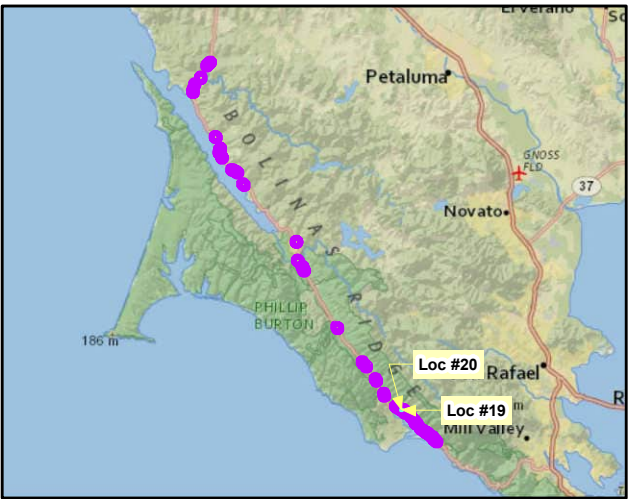 El Verano
Petaluma
BOLINAS RIDGE
GNOSS
FLD
37
Novato
PHILLIP
BURTON
186 m
Loc #20
Rafael
Loc #19
m
Mill Valley
R